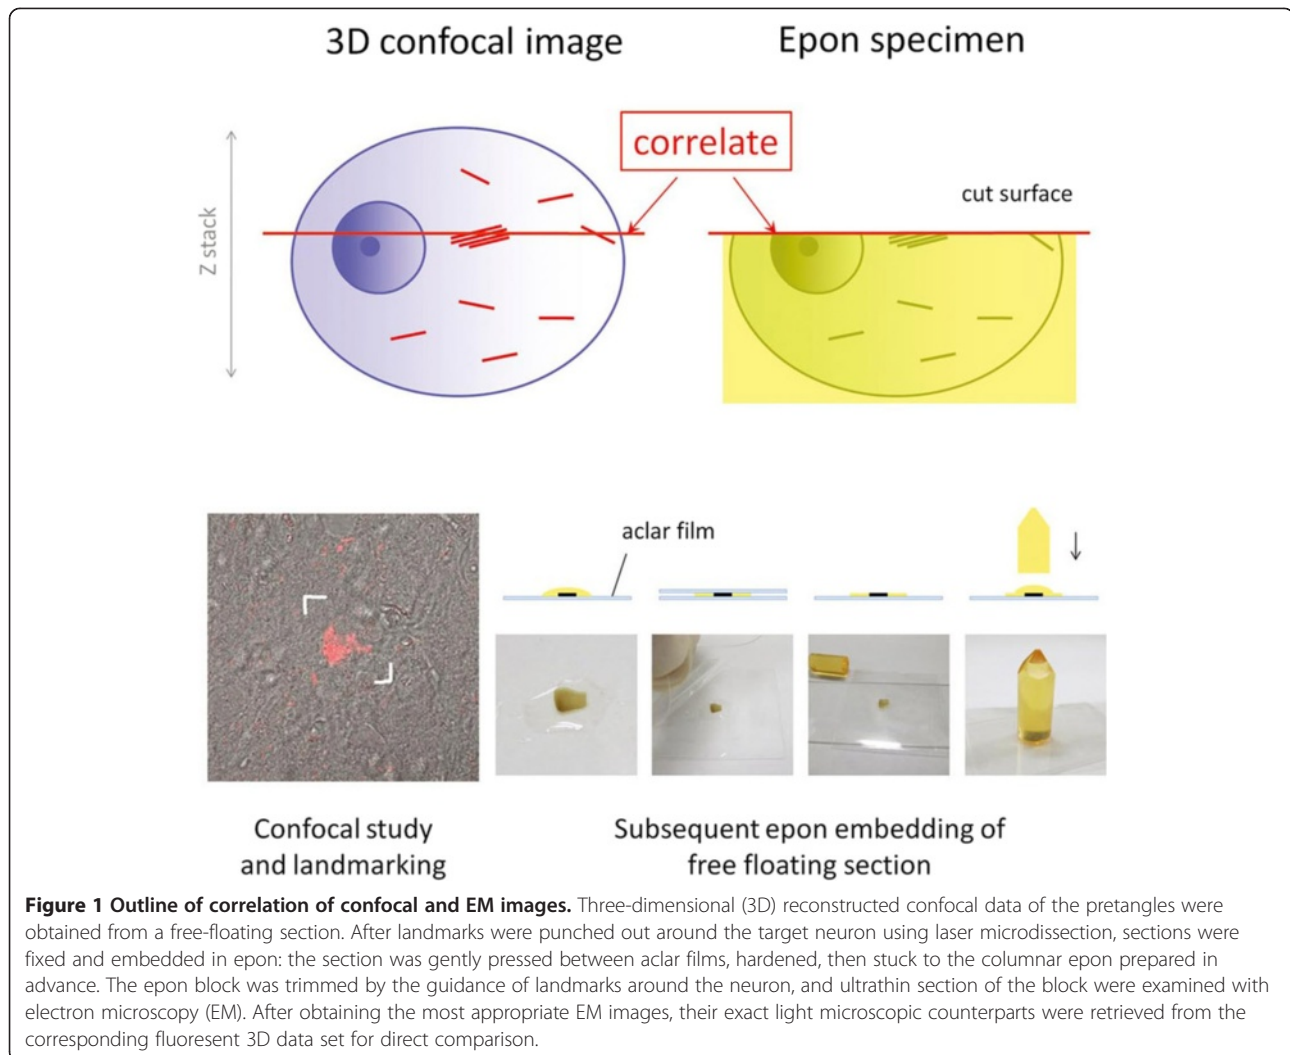 3D confocal image
Epon specimen
correlate
cut surface
Z stack
aclar film
Confocal study
and landmarking
Subsequent epon embedding of
free floating section
Figure 1 Outline of correlation of confocal and EM images. Three-dimensional (3D) reconstructed confocal data of the pretangles were
obtained from a free-floating section. After landmarks were punched out around the target neuron using laser microdissection, sections were
fixed and embedded in epon: the section was gently pressed between aclar films, hardened, then stuck to the columnar epon prepared in
advance. The epon block was trimmed by the guidance of landmarks around the neuron, and ultrathin section of the block were examined with
electron microscopy (EM). After obtaining the most appropriate EM images, their exact light microscopic counterparts were retrieved from the
corresponding fluoresent 3D data set for direct comparison.